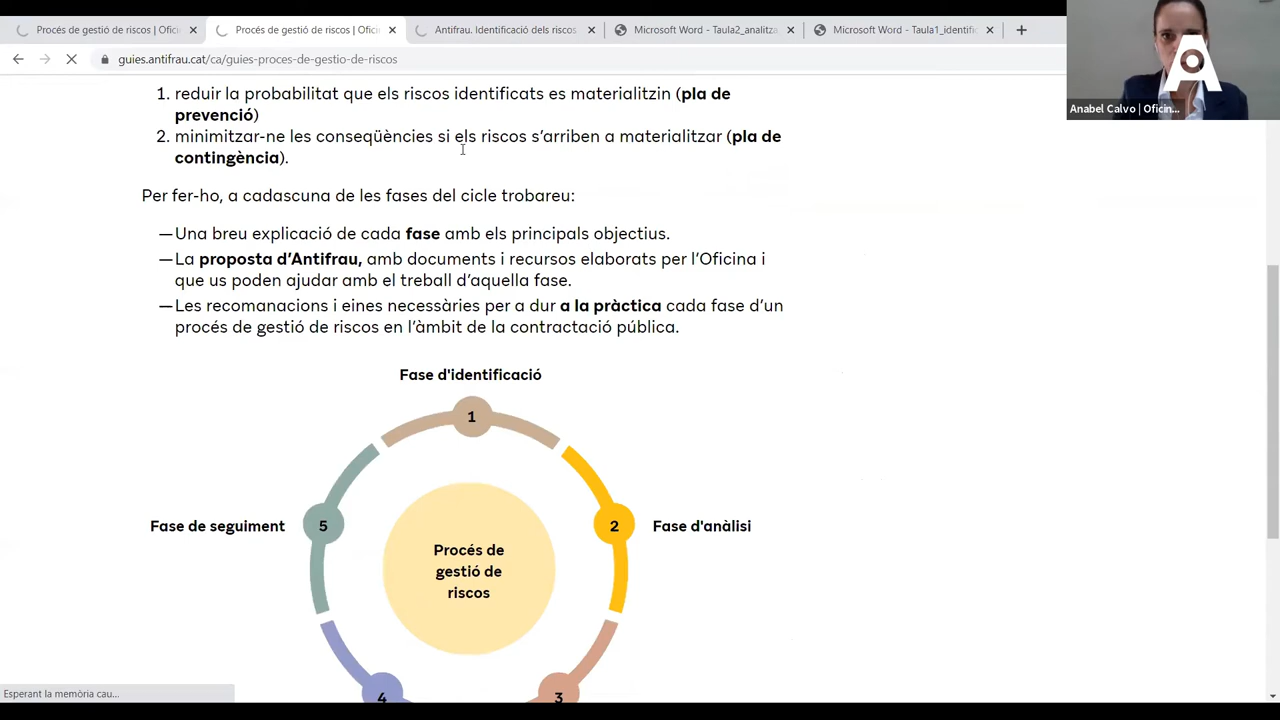 Procés de gestió de riscos | Ofici
Procés de gestió de riscos | Ofici
Antifrau. Identificació dels riscos
Microsoft Word - Taula2_analitza
Microsoft Word - Taula1_identifi
guies.antifrau.cat/ca/guies-proces-de-gestio-de-riscos
Anabel Calvo | Oficin...
1. reduir la probabilitat que els riscos identificats es materialitzin (pla de
prevenció)
2. minimitzar-ne les conseqüències si els riscos s’arriben a materialitzar (pla de
contingència).
Per fer-ho, a cadascuna de les fases del cicle trobareu:
—Una breu explicació de cada fase amb els principals objectius.
—La proposta d’Antifrau, amb documents i recursos elaborats per l’Oficina i
que us poden ajudar amb el treball d’aquella fase.
—Les recomanacions i eines necessàries per a dur a la pràctica cada fase d’un
procés de gestió de riscos en l’àmbit de la contractació pública.
Fase d'identificació
1
Fase de seguiment
5
2
Fase d'anàlisi
Procés de
gestió de
riscos
4
3
Esperant la memòria cau...